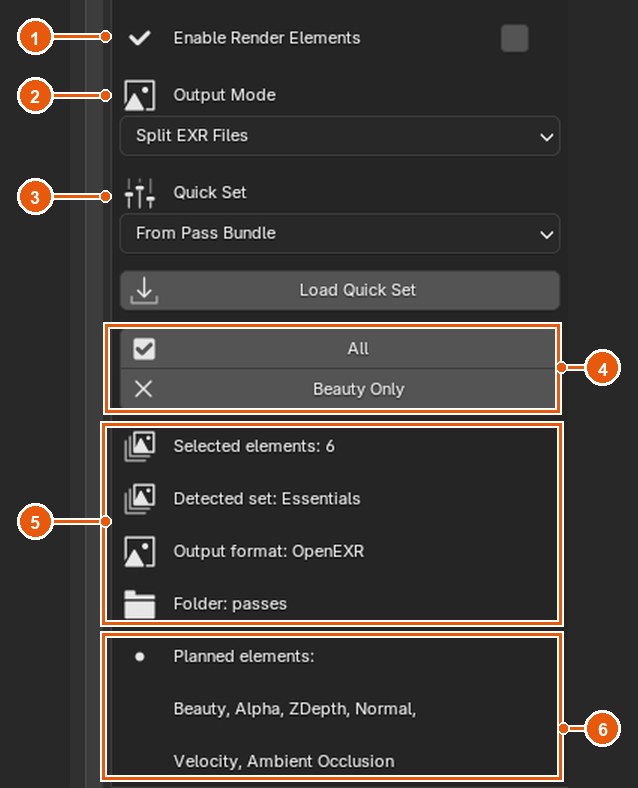 1 Enable Render Elements
2 Output Mode
Split EXR Files
3 Quick Set
From Pass Bundle
Load Quick Set
All
4
Beauty Only
Selected elements: 6
Detected set: Essentials
5
Output format: OpenEXR
Folder: passes
Planned elements:
Beauty, Alpha, ZDepth, Normal,
6
Velocity, Ambient Occlusion